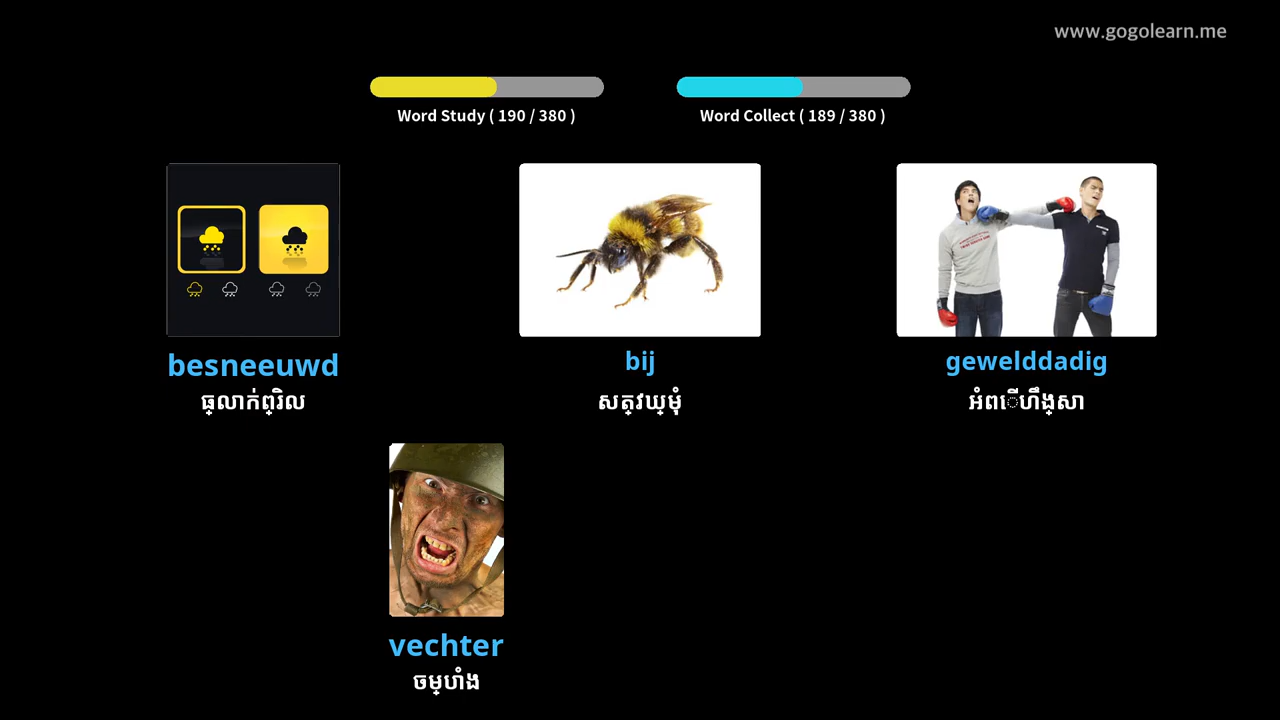 www.gogolearn.me
Word Study ( 190 / 380 )
Word Collect ( 189 / 380 )
besneeuwd
bij
gewelddadig
ធ្លាក់ព្រិល
សត្វឃ្មុំ
អំពើហឹង្សា
vechter
ចម្បាំង